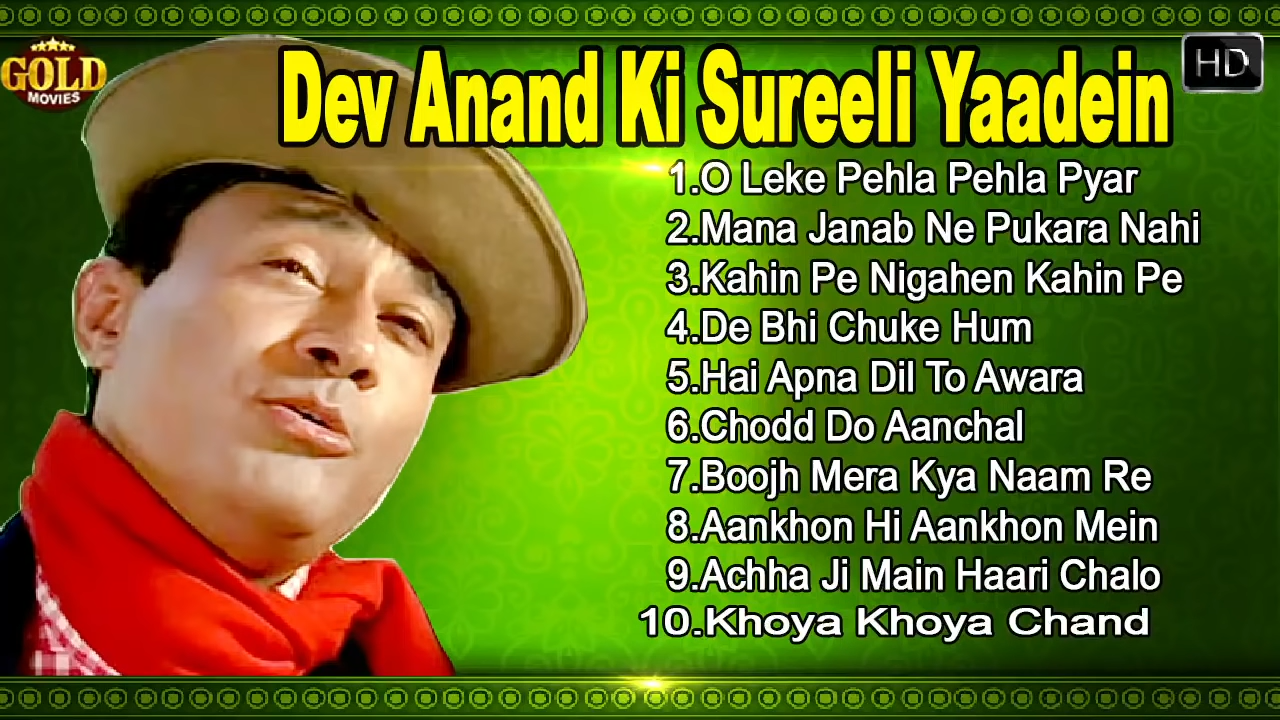 GOLD
MOVIES
HD
Dev Anand Ki Sureeli Yaadein
1.O Leke Pehla Pehla Pyar
2.Mana Janab Ne Pukara Nahi
3.Kahin Pe Nigahen Kahin Pe
4.De Bhi Chuke Hum
5.Hai Apna Dil To Awara
6.Chodd Do Aanchal
7.Boojh Mera Kya Naam Re
8.Aankhon Hi Aankhon Mein
9.Achha Ji Main Haari Chalo
10.Khoya Khoya Chand